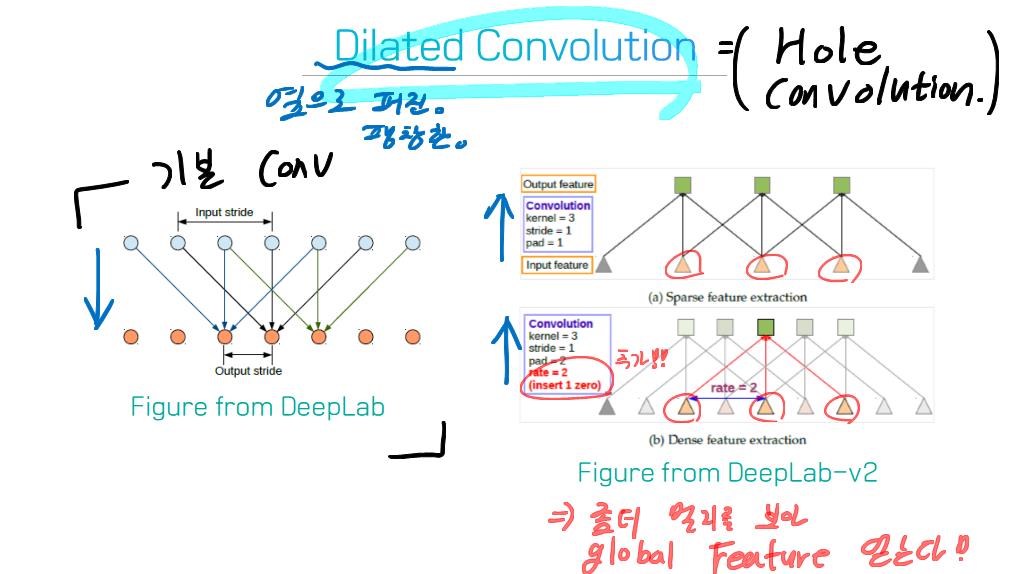 Dilated Convolution = ( Hole
Convolution. )
옆으로 퍼진.
팽창한.
기본 Conv
Input stride
Output stride
Figure from DeepLab
Output feature
Convolution
kernel = 3
stride = 1
pad = 1
Input feature
(a) Sparse feature extraction
Convolution
kernel = 3
stride = 1
pad = 2
rate = 2
(insert 1 zero)
추가!!
rate = 2
(b) Dense feature extraction
Figure from DeepLab-v2
=> 좀더 멀리를 보아
global Feature 얻는다!!